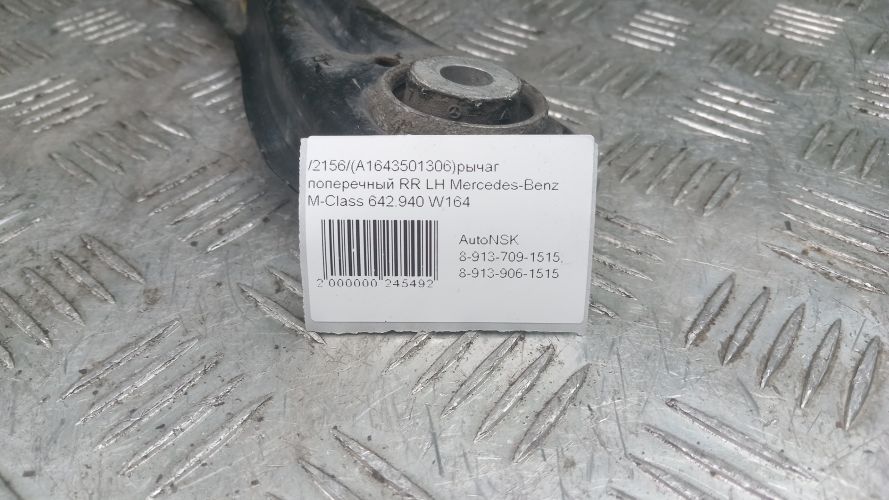 /2156/(A1643501306)рычаг
поперечный RR LH Mercedes-Benz
M-Class 642.940 W164
AutoNSK
8-913-709-1515,
8-913-906-1515
2 000000 245492